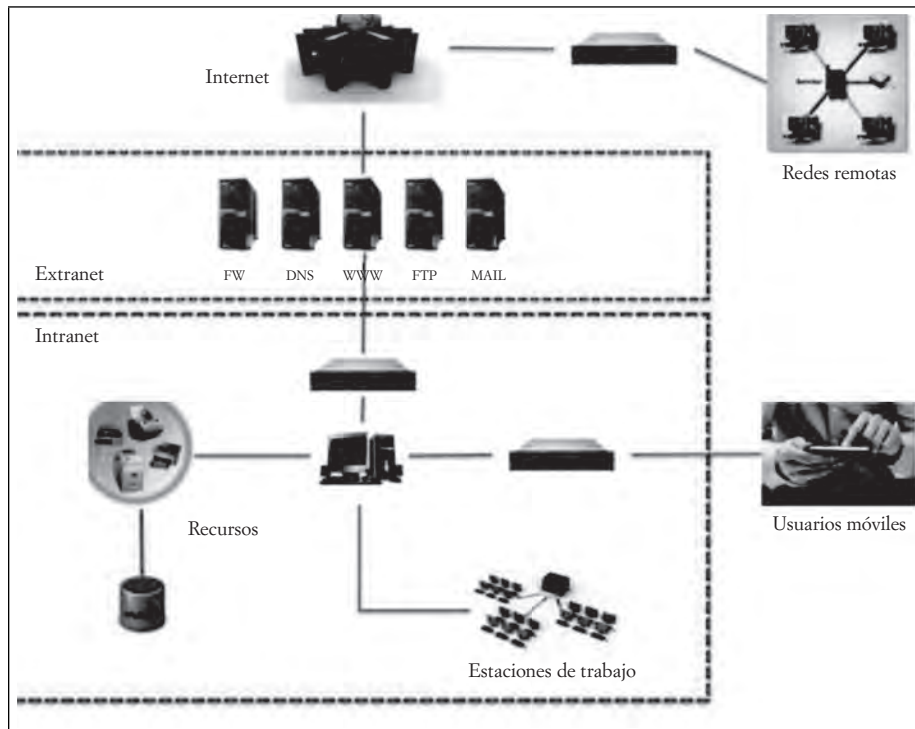 Internet
Redes remotas
FW DNS WWW FTP MAIL
Extranet
Intranet
Recursos
Usuarios móviles
Estaciones de trabajo